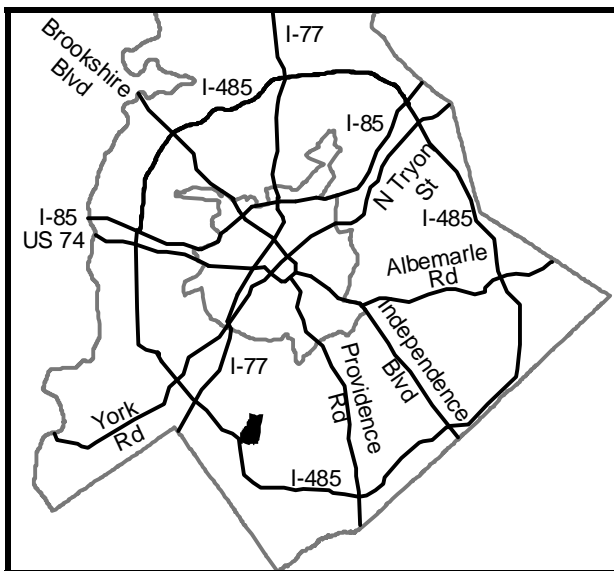 I-77
Brookshire
Blvd
I-485
I-85
N Tryon
St
I-85
US 74
I-485
Albemarle
Rd
Independence
Blvd
Providence
Rd
I-77
York
Rd
I-485